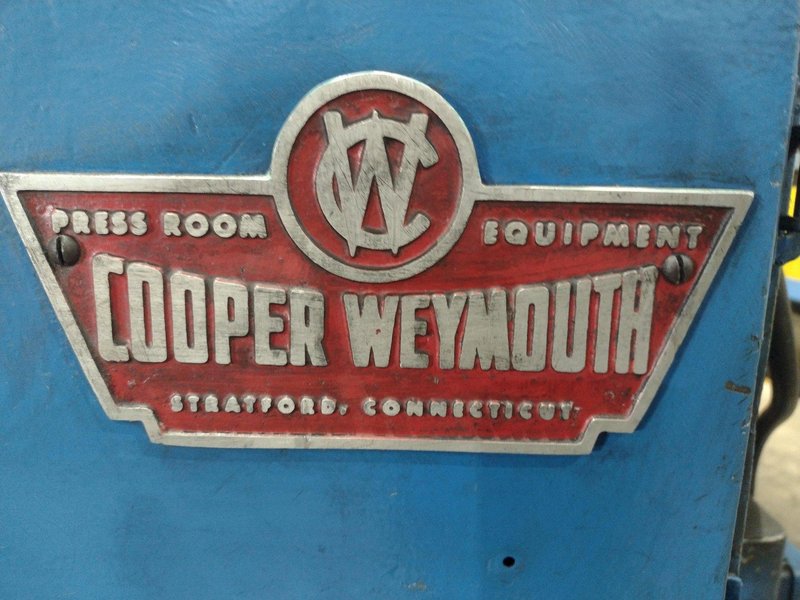 CW
PRESS ROOM EQUIPMENT
COOPER WEYMOUTH
STRATFORD, CONNECTICUT.